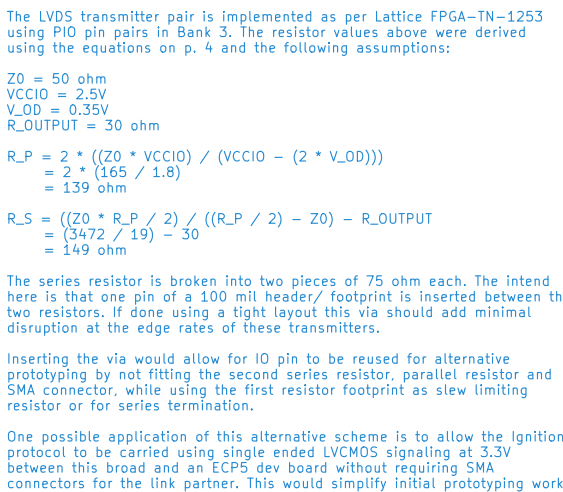 The LVDS transmitter pair is implemented as per Lattice FPGA-TN-1253
using PIO pin pairs in Bank 3. The resistor values above were derived
using the equations on p. 4 and the following assumptions:
Z0 = 50 ohm
VCCIO = 2.5V
V_OD = 0.35V
R_OUTPUT = 30 ohm
R_P = 2 * ((Z0 * VCCIO) / (VCCIO - (2 * V_OD)))
= 2 * (165 / 1.8)
= 139 ohm
R_S = ((Z0 * R_P / 2) / ((R_P / 2) - Z0) - R_OUTPUT
= (3472 / 19) - 30
= 149 ohm
The series resistor is broken into two pieces of 75 ohm each. The intend
here is that one pin of a 100 mil header/ footprint is inserted between th
two resistors. If done using a tight layout this via should add minimal
disruption at the edge rates of these transmitters.
Inserting the via would allow for IO pin to be reused for alternative
prototyping by not fitting the second series resistor, parallel resistor and
SMA connector, while using the first resistor footprint as slew limiting
resistor or for series termination.
One possible application of this alternative scheme is to allow the Ignition
protocol to be carried using single ended LVCMOS signaling at 3.3V
between this broad and an ECP5 dev board without requiring SMA
connectors for the link partner. This would simplify initial prototyping work